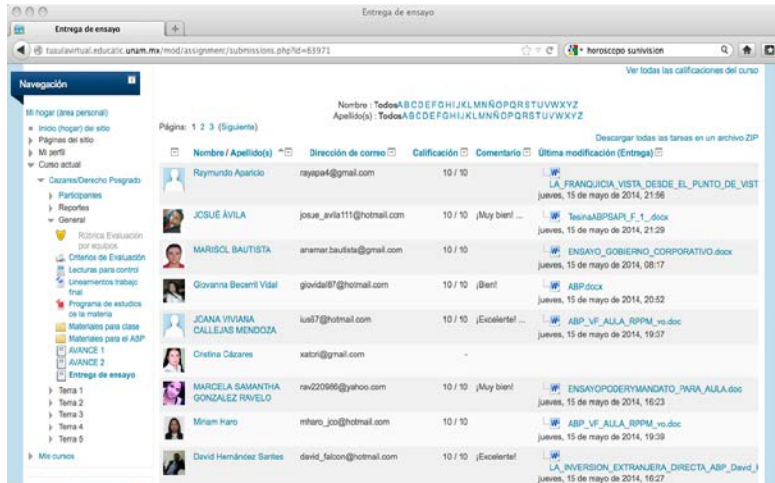 Entrega de ensayo
Entrega de ensayo
tuaulavirtual.educatic.unam.mx/mod/assignment/submissions.php?id=63971
horoscopo sunivision
Ver todas las calificaciones del curso
Navegación
Mi hogar (área personal)
Inicio (hogar) del sitio
Páginas del sitio
Mi perfil
Curso actual
Cazares/Derecho Posgrado
Participantes
Reportes
General
Rúbrica Evaluación
por equipos
Criterios de Evaluación
Lecturas para control
Lineamientos trabajo
final
Programa de estudios
de la materia
Materiales para clase
Materiales para el ABP
AVANCE 1
AVANCE 2
Entrega de ensayo
Tema 1
Tema 2
Tema 3
Tema 4
Tema 5
Mis cursos
Nombre : Todos A B C D E F G H I J K L M N Ñ O P Q R S T U V W X Y Z
Apellido(s) : Todos A B C D E F G H I J K L M N Ñ O P Q R S T U V W X Y Z
Página: 1 2 3 (Siguiente)
Descargar todas las tareas en un archivo ZIP
Nombre / Apellido(s) Dirección de correo Calificación Comentario Última modificación (Entrega)
Raymundo Aparicio rayapa4@gmail.com 10 / 10
LA_FRANQUICIA_VISTA_DESDE_EL_PUNTO_DE_VIST
jueves, 15 de mayo de 2014, 21:56
JOSUÉ ÁVILA josue_avila111@hotmail.com 10 / 10 ¡Muy bien! ... TesinaABPSAPI_F_1_.docx
jueves, 15 de mayo de 2014, 21:29
MARISOL BAUTISTA anamar.bautista@gmail.com 10 / 10 ENSAYO_GOBIERNO_CORPORATIVO.docx
jueves, 15 de mayo de 2014, 08:17
Giovanna Becerril Vidal giovidal87@hotmail.com 10 / 10 ¡Bien! ABP.docx
jueves, 15 de mayo de 2014, 20:52
JOANA VIVIANA
CALLEJAS MENDOZA
10 / 10 ¡Excelente! ... ABP_VF_AULA_RPPM_vo.doc
jueves, 15 de mayo de 2014, 19:37
Cristina Cázares xatcri@gmail.com -
MARCELA SAMANTHA
GONZALEZ RAVELO
rav220986@yahoo.com 10 / 10 ¡Muy bien! ENSAYOPODERYMANDATO_PARA_AULA.doc
jueves, 15 de mayo de 2014, 16:23
Miriam Haro mharo_jco@hotmail.com 10 / 10 ABP_VF_AULA_RPPM_vo.doc
jueves, 15 de mayo de 2014, 19:39
David Hernández Santes david_falcon@hotmail.com 10 / 10 ¡Excelente!
LA_INVERSION_EXTRANJERA_DIRECTA_ABP_David_
jueves, 15 de mayo de 2014, 16:27